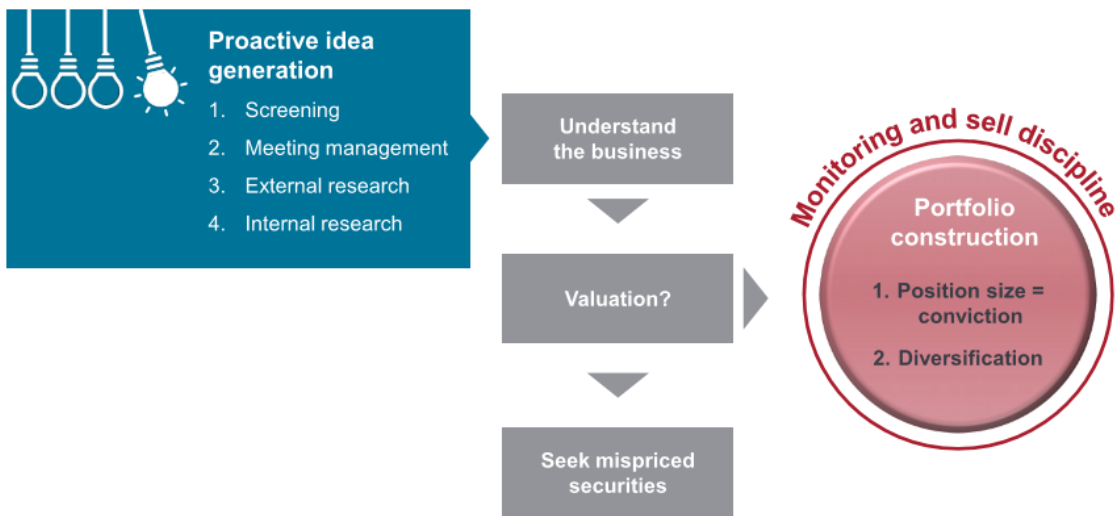 Proactive idea
generation
1. Screening
2. Meeting management
3. External research
4. Internal research
Understand
the business
Valuation?
Seek mispriced
securities
Monitoring and sell discipline
Portfolio
construction
1. Position size =
conviction
2. Diversification